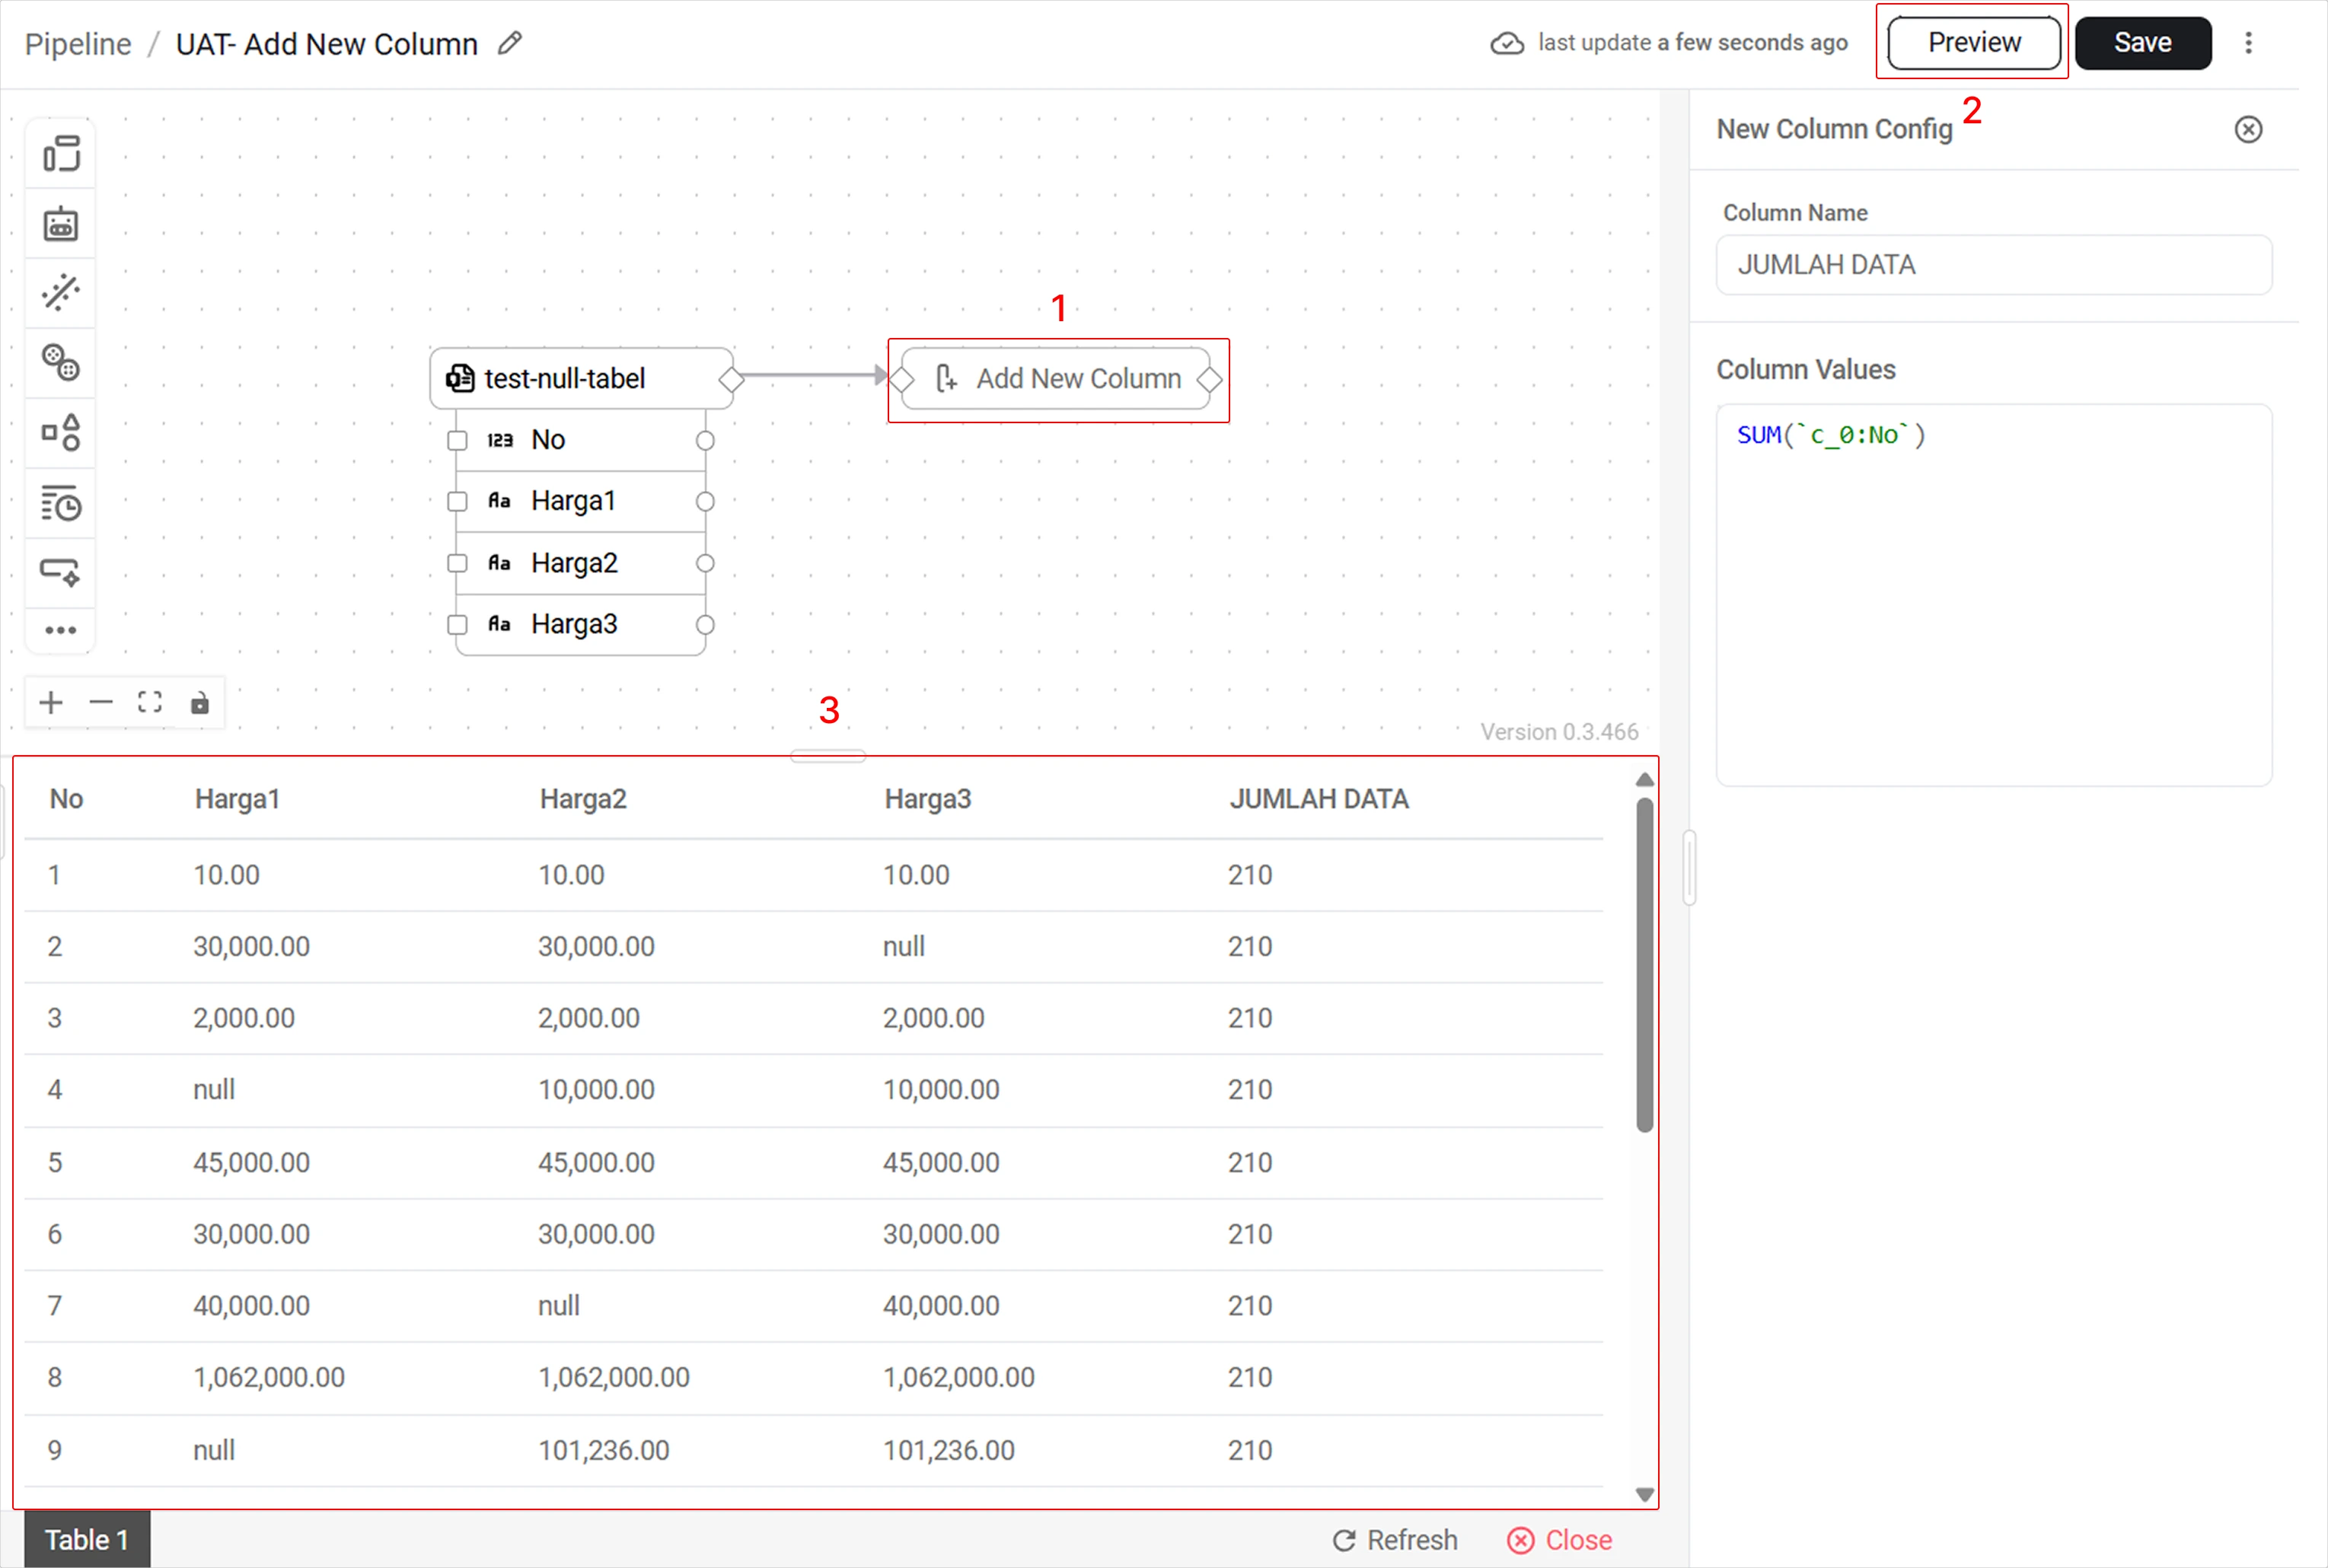 Pipeline / UAT- Add New Column
last update a few seconds ago
Preview
Save
2
New Column Config
Column Name
JUMLAH DATA
Column Values
SUM(`c_0:No`)
1
test-null-tabel
Add New Column
123 No
Aa Harga1
Aa Harga2
Aa Harga3
3
Version 0.3.466
No Harga1 Harga2 Harga3 JUMLAH DATA
1 10.00 10.00 10.00 210
2 30,000.00 30,000.00 null 210
3 2,000.00 2,000.00 2,000.00 210
4 null 10,000.00 10,000.00 210
5 45,000.00 45,000.00 45,000.00 210
6 30,000.00 30,000.00 30,000.00 210
7 40,000.00 null 40,000.00 210
8 1,062,000.00 1,062,000.00 1,062,000.00 210
9 null 101,236.00 101,236.00 210
Table 1
Refresh
Close